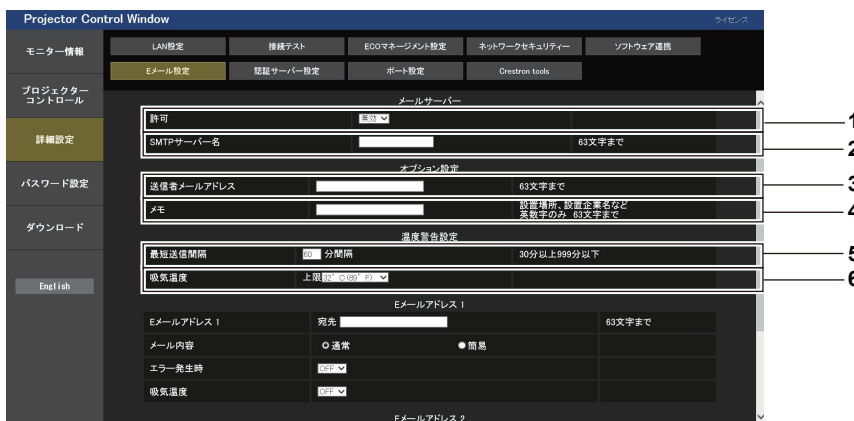 Projector Control Window
ライセンス
モニター情報
プロジェクター
コントロール
詳細設定
パスワード設定
ダウンロード
English
LAN設定 接続テスト ECOマネージメント設定 ネットワークセキュリティー ソフトウェア連携
Eメール設定 認証サーバー設定 ポート設定 Crestron tools
メールサーバー
許可 無効 1
SMTPサーバー名 63文字まで 2
オプション設定
送信者メールアドレス 63文字まで 3
メモ 設置場所、設置企業名など
英数字のみ 63文字まで 4
温度警告設定
最短送信間隔 60 分間隔 30分以上999分以下 5
吸気温度 上限 32°C(89°F) 6
Eメールアドレス 1
Eメールアドレス 1 宛先 63文字まで
メール内容 通常 簡易
エラー発生時 OFF
吸気温度 OFF
Eメールアドレス 2